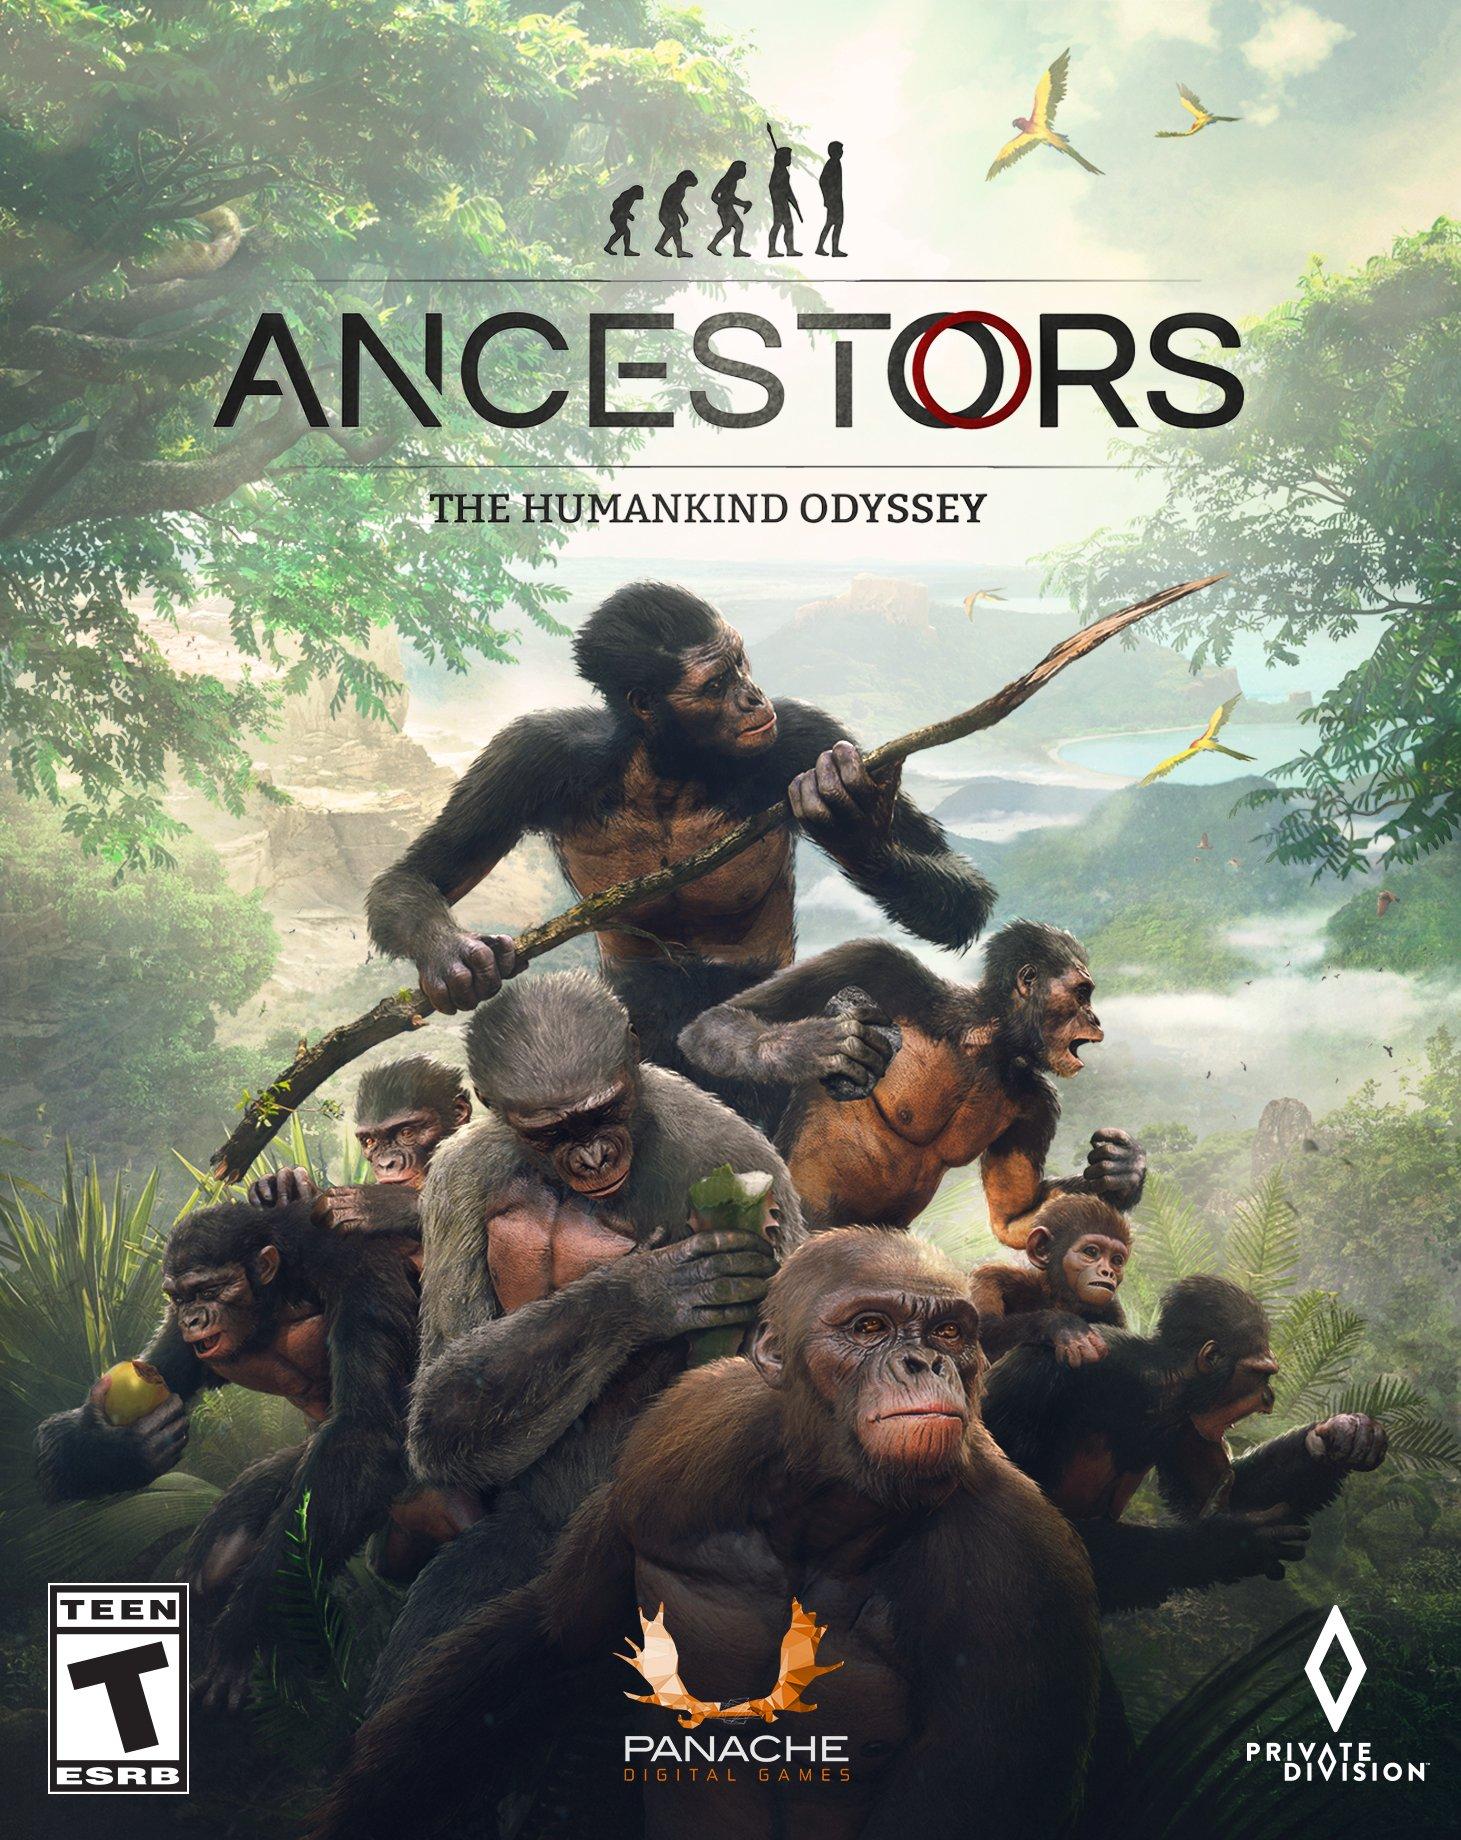 ANCESTORS
THE HUMANKIND ODYSSEY
TEEN
T
ESRB
PANACHE
DIGITAL GAMES
PRIVATE
DIVISION